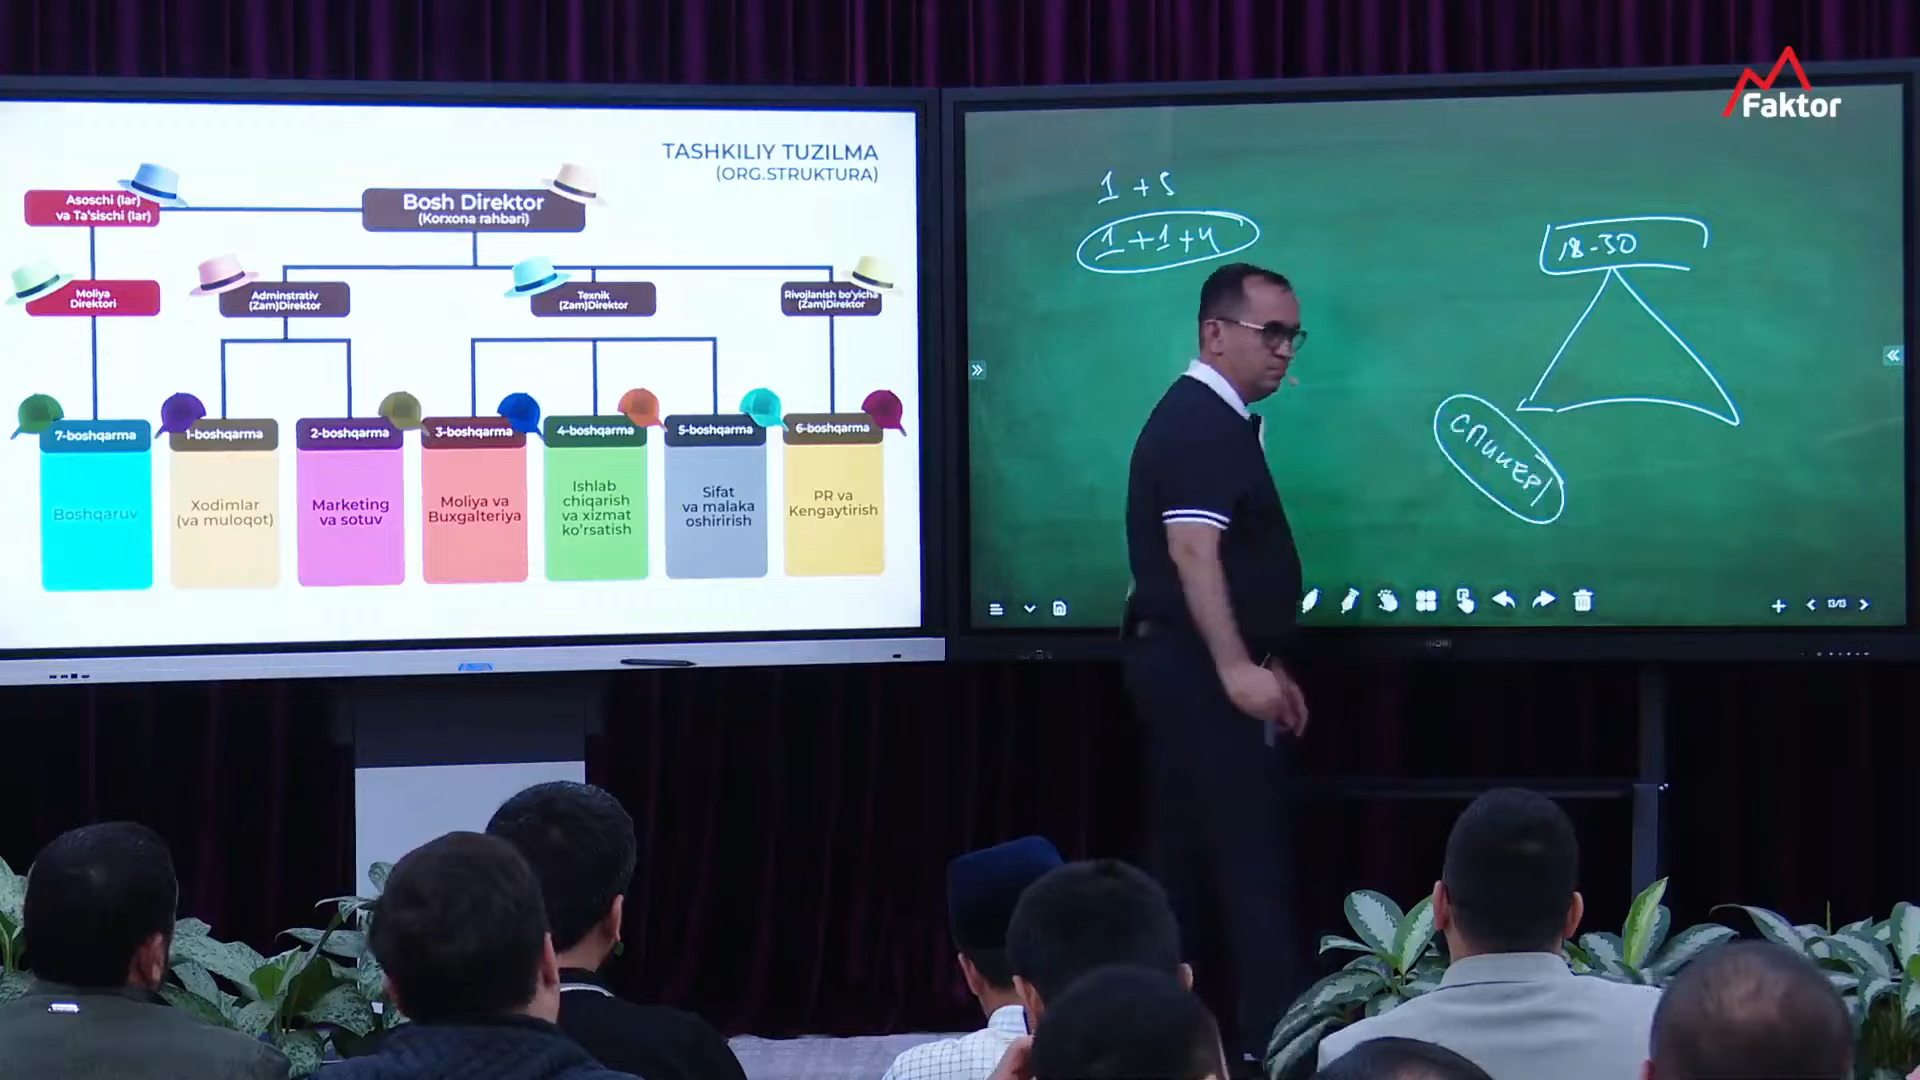 Faktor
TASHKILIY TUZILMA
(ORG.STRUKTURA)
Asoschi (lar)
va Ta'sischi (lar)
Bosh Direktor
(Korxona rahbari)
Moliya
Direktori
Adminstrativ
(Zam)Direktor
Texnik
(Zam)Direktor
Rivojlanish bo'yicha
(Zam)Direktor
7-boshqarma
Boshqaruv
1-boshqarma
Xodimlar
(va muloqot)
2-boshqarma
Marketing
va sotuv
3-boshqarma
Moliya va
Buxgalteriya
4-boshqarma
Ishlab
chiqarish
va xizmat
ko'rsatish
5-boshqarma
Sifat
va malaka
oshirirish
6-boshqarma
PR va
Kengaytirish
1 + 5
1 + 1 + 4
18-30
СПИКЕР
13/13